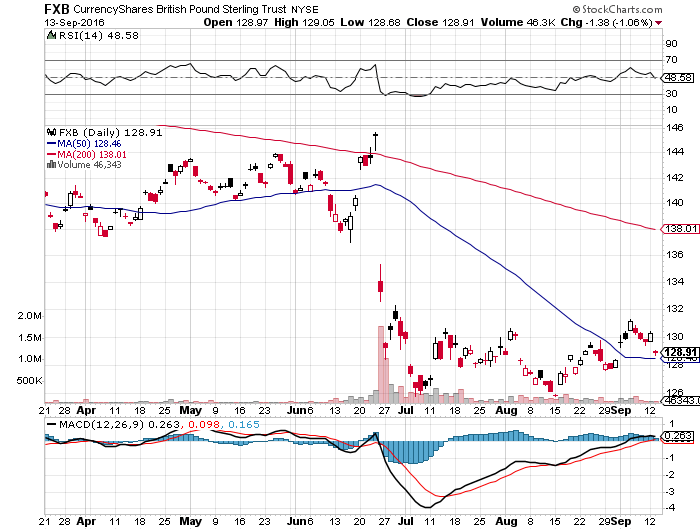 FXB CurrencyShares British Pound Sterling Trust NYSE © StockCharts.com
13-Sep-2016 Open 128.97 High 129.05 Low 128.68 Close 128.91 Volume 46.3K Chg -1.38 (-1.06%)
RSI(14) 48.58
90
70
48.58
30
10
FXB (Daily) 128.91
MA(50) 128.46
MA(200) 138.01
Volume 46,343
146
144
142
140
138.01
136
134
132
130
128.91
128
126
2.0M
1.5M
1.0M
500K
46343.0
21 28 Apr 11 18 25 May 9 16 23 Jun 6 13 20 27 Jul 11 18 25 Aug 8 15 22 29 Sep 12
MACD(12,26,9) 0.263, 0.098, 0.165
1
0.263
-1
-2
-3
-4
21 28 Apr 11 18 25 May 9 16 23 Jun 6 13 20 27 Jul 11 18 25 Aug 8 15 22 29 Sep 12